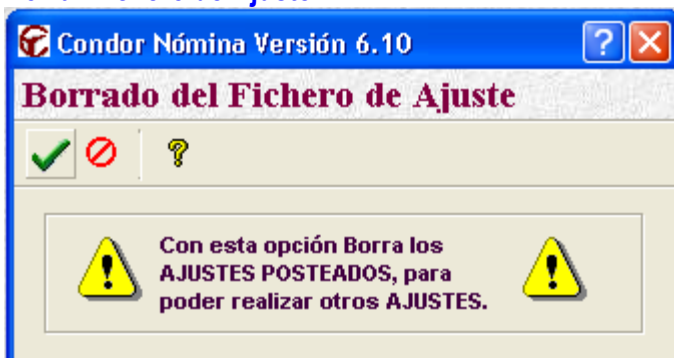 Condor Nómina Versión 6.10
Borrado del Fichero de Ajuste
Con esta opción Borra los
AJUSTES POSTEADOS, para
poder realizar otros AJUSTES.